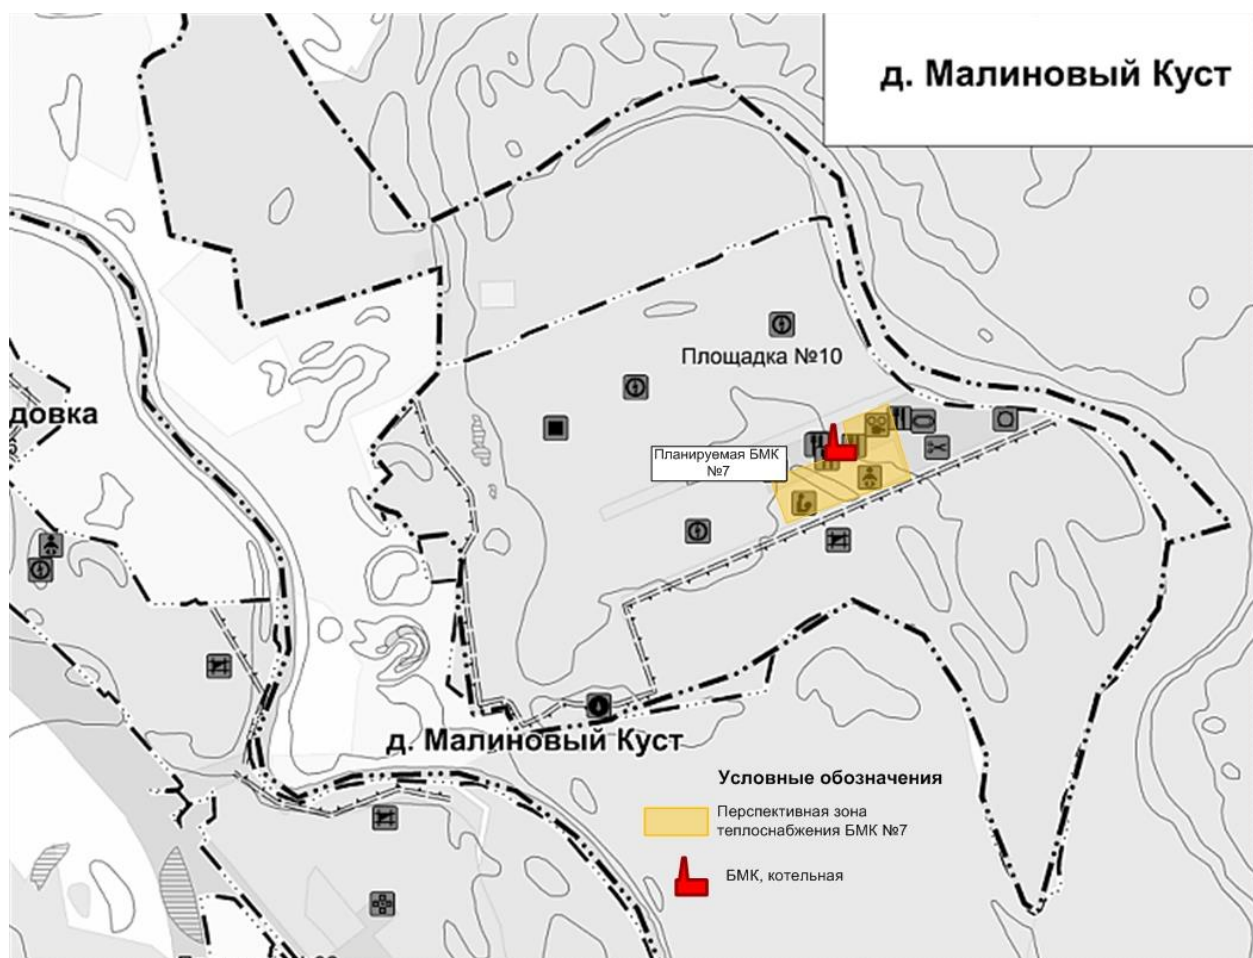 д. Малиновый Куст
Площадка №10
довка
Планируемая БМК
№7
д. Малиновый Куст
Условные обозначения
Перспективная зона
теплоснабжения БМК №7
БМК, котельная